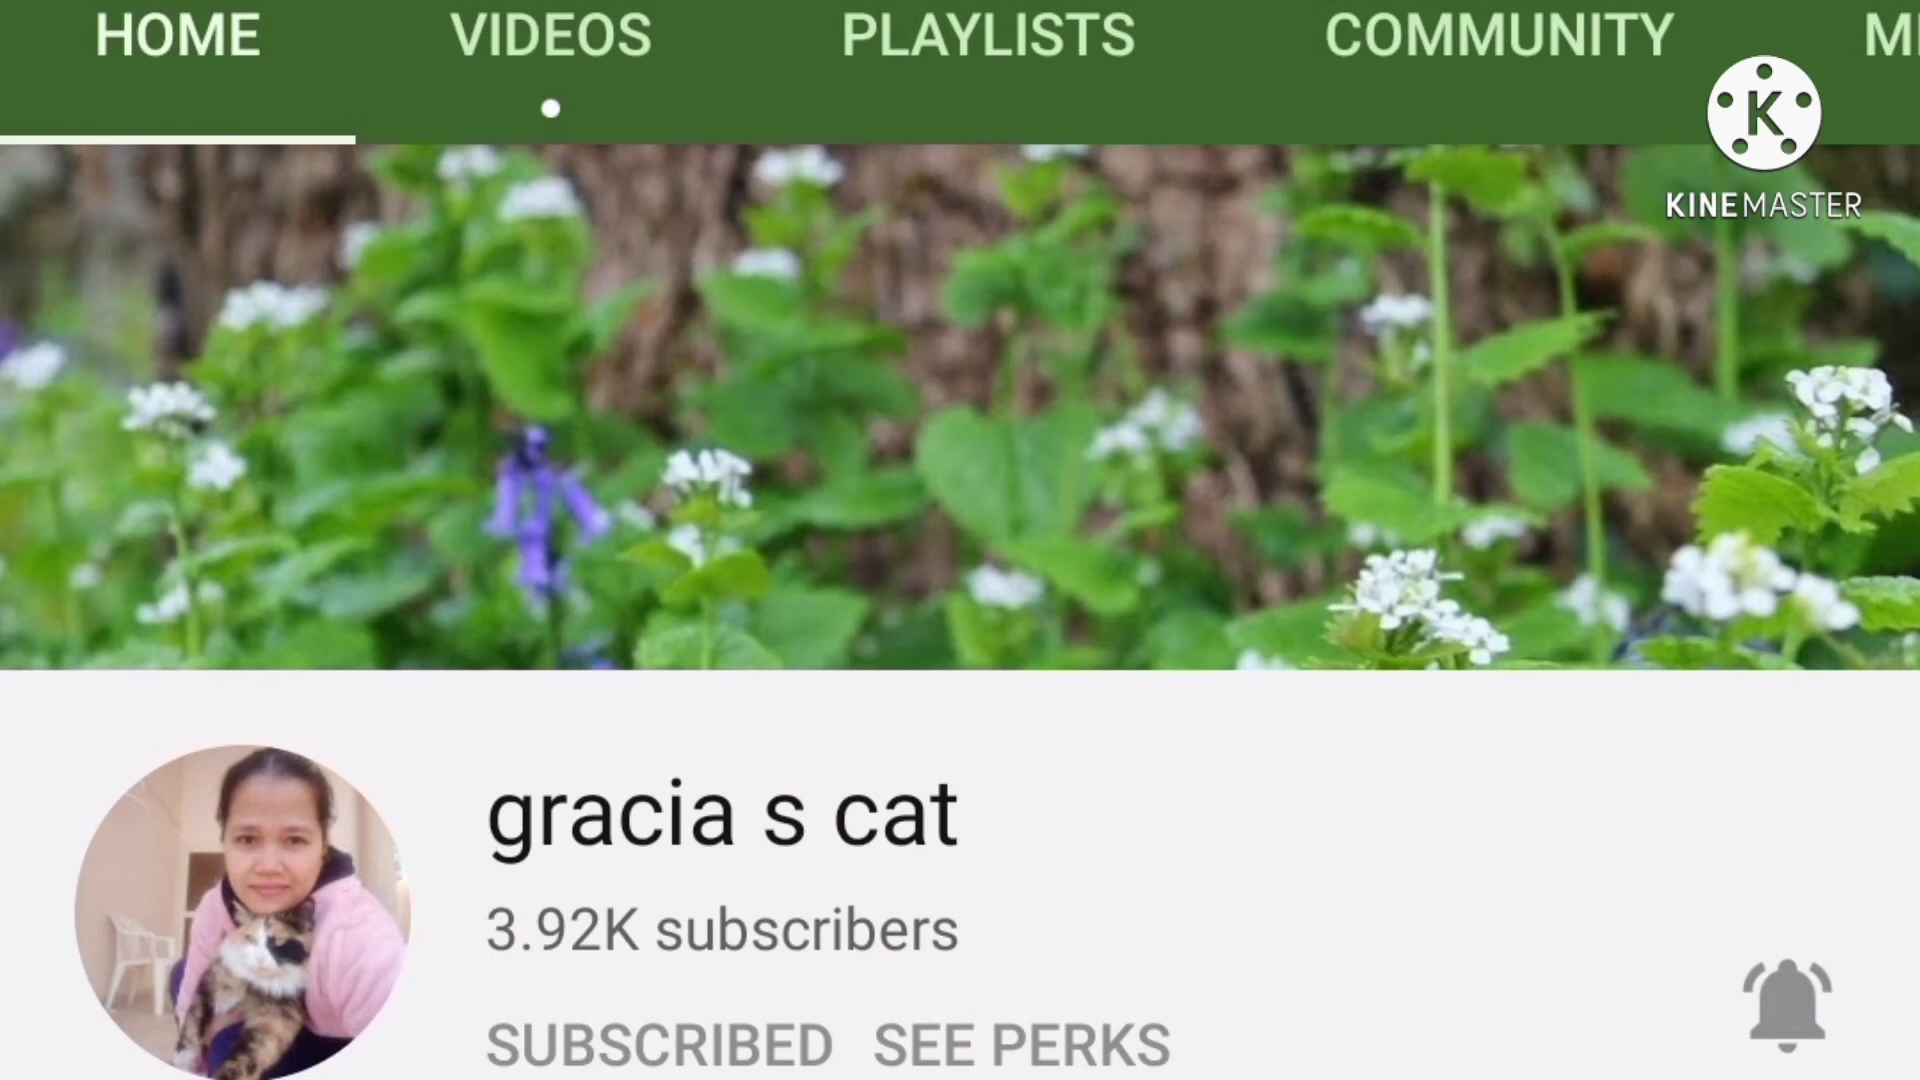 HOME VIDEOS PLAYLISTS COMMUNITY
K
KINEMASTER
gracia s cat
3.92K subscribers
SUBSCRIBED SEE PERKS